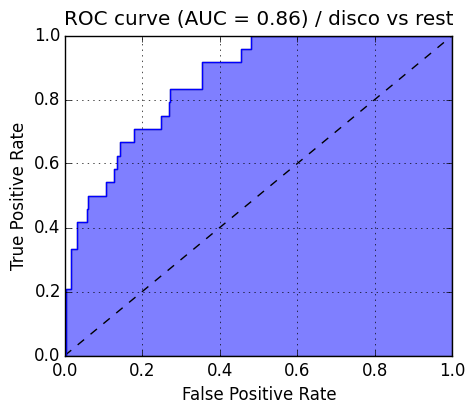 ROC curve (AUC = 0.86) / disco vs rest
1.0
0.8
0.6
0.4
0.2
0.0
True Positive Rate
0.0 0.2 0.4 0.6 0.8 1.0
False Positive Rate